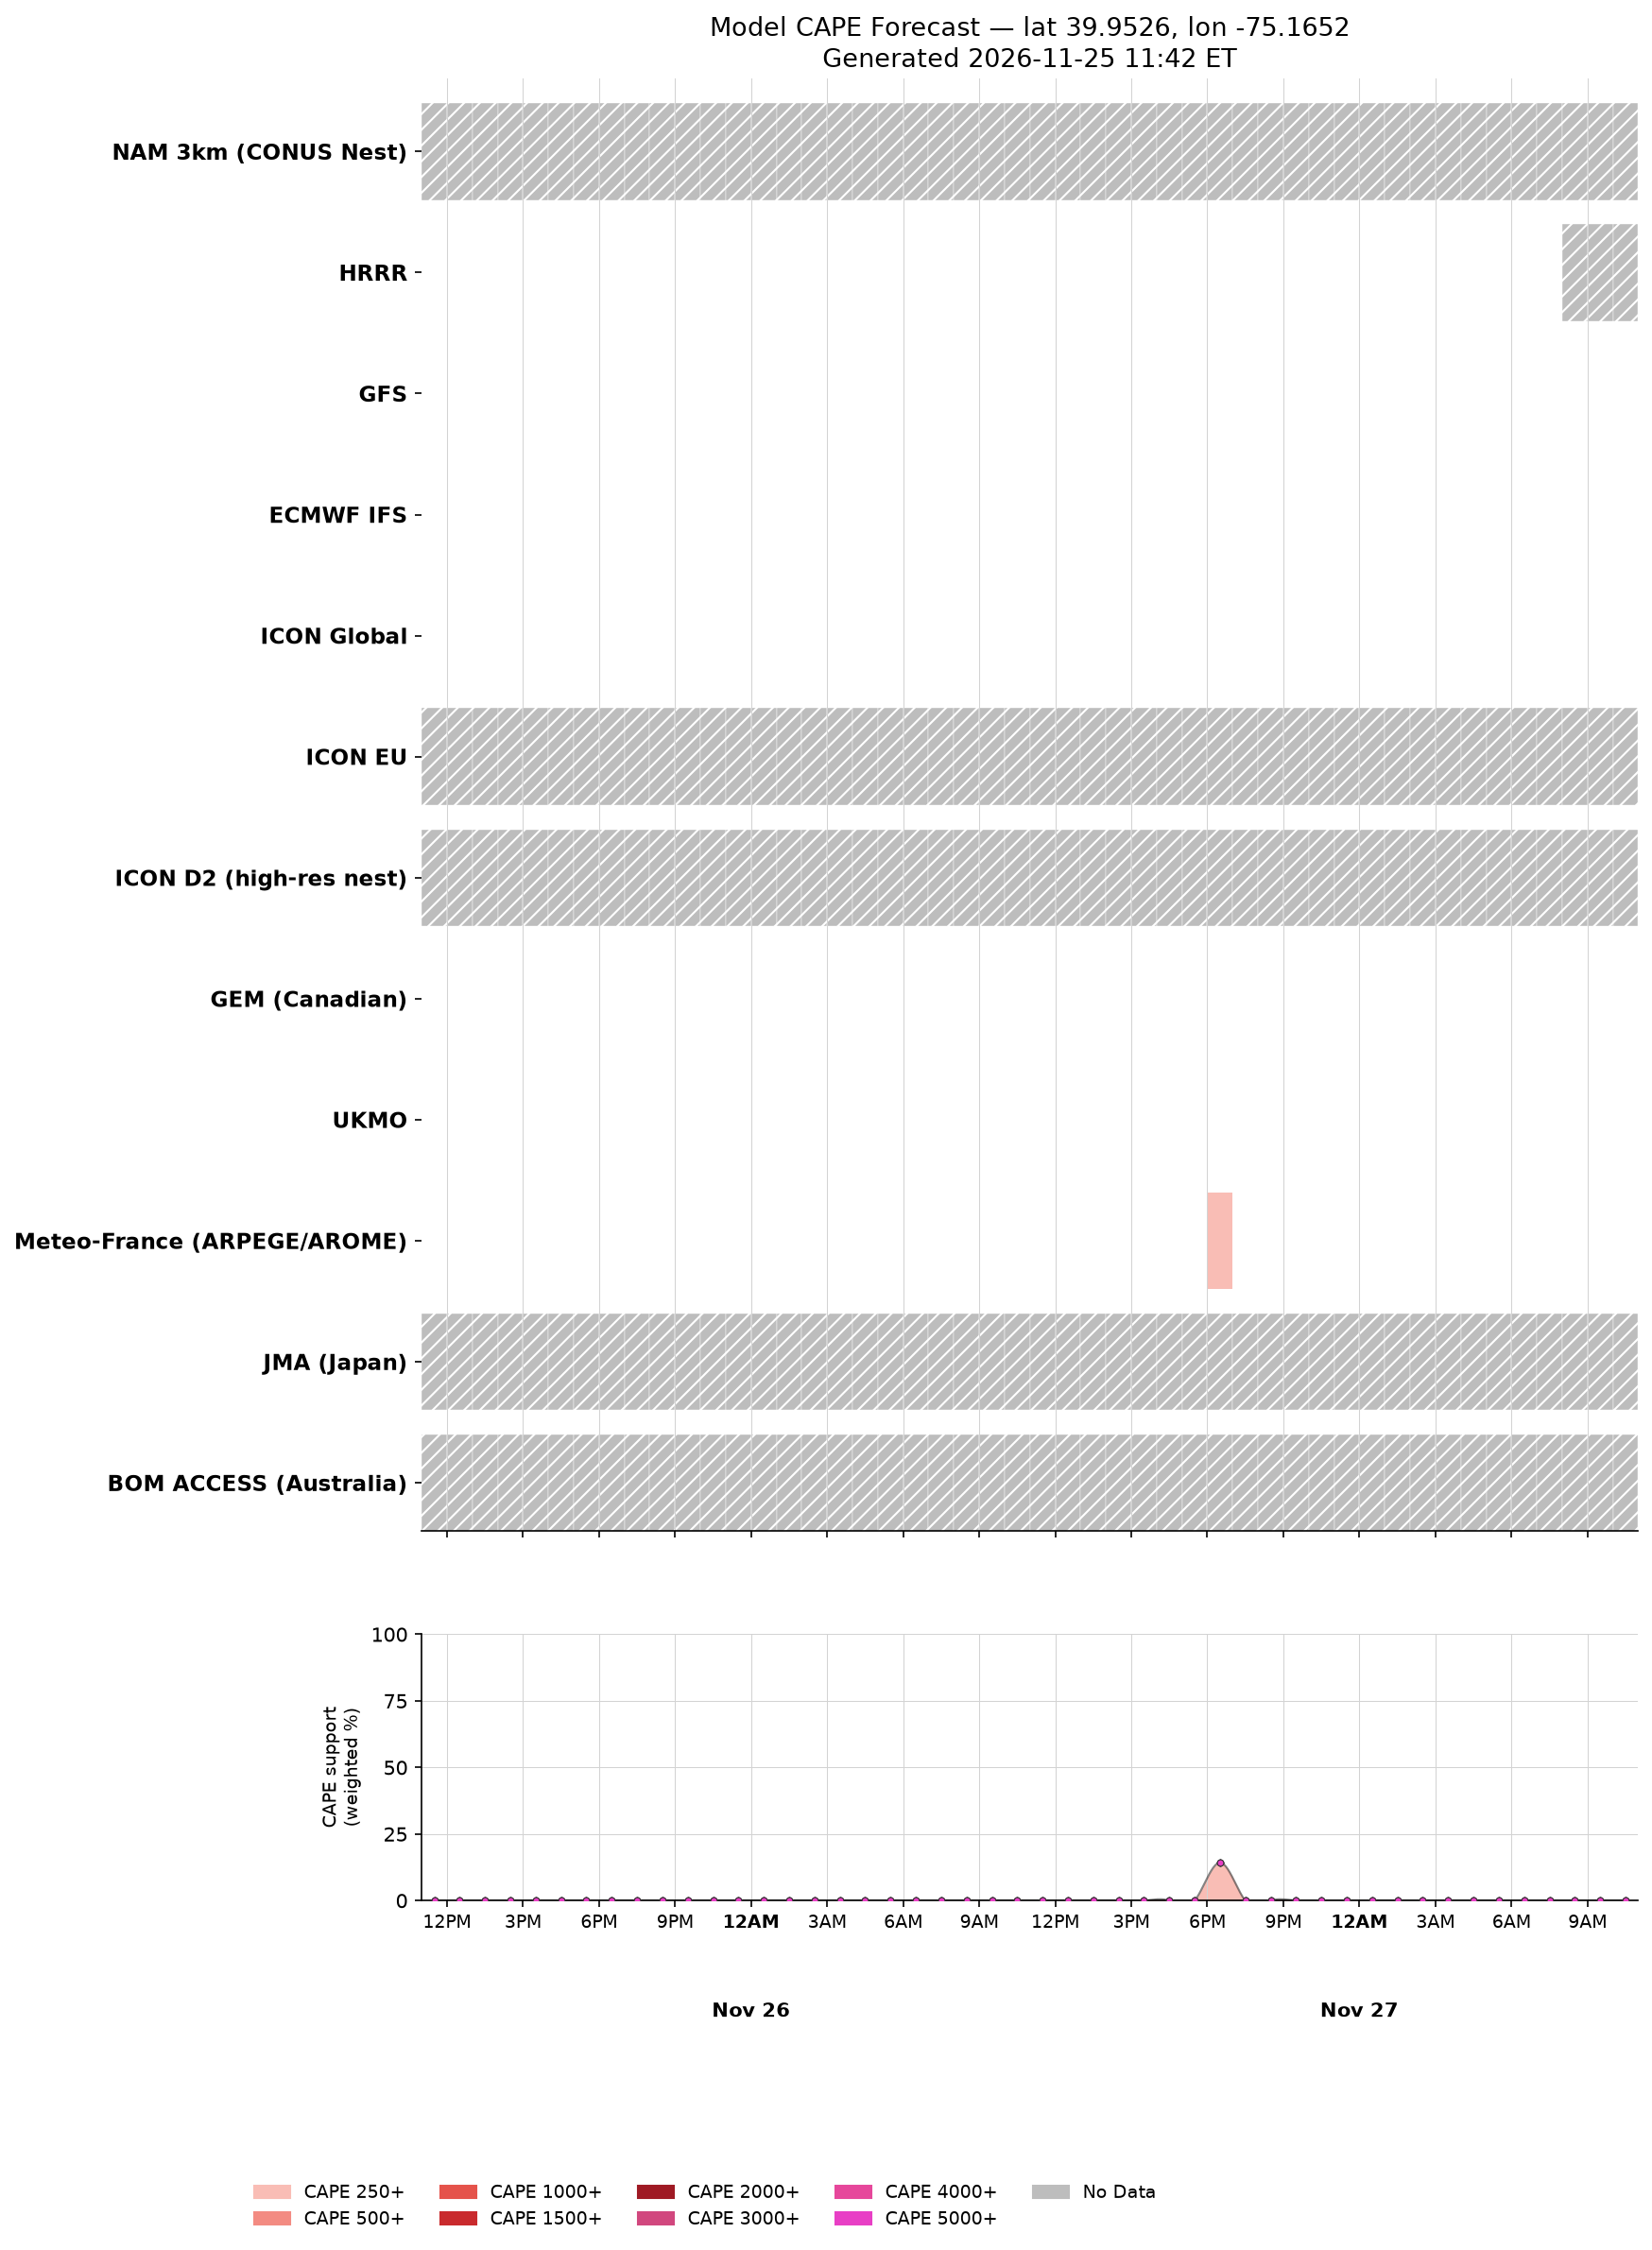 Model CAPE Forecast — lat 39.9526, lon -75.1652
Generated 2026-11-25 11:42 ET
NAM 3km (CONUS Nest)
HRRR
GFS
ECMWF IFS
ICON Global
ICON EU
ICON D2 (high-res nest)
GEM (Canadian)
UKMO
Meteo-France (ARPEGE/AROME)
JMA (Japan)
BOM ACCESS (Australia)
CAPE support
(weighted %)
100
75
50
25
0
12PM 3PM 6PM 9PM 12AM 3AM 6AM 9AM 12PM 3PM 6PM 9PM 12AM 3AM 6AM 9AM
Nov 26 Nov 27
CAPE 250+ CAPE 1000+ CAPE 2000+ CAPE 4000+ No Data
CAPE 500+ CAPE 1500+ CAPE 3000+ CAPE 5000+